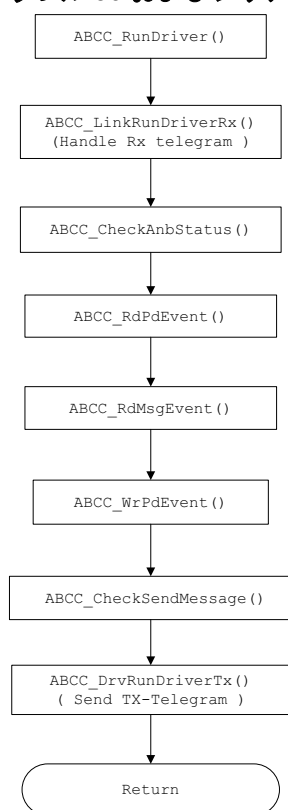 ABCC_RunDriver()
ABCC_LinkRunDriverRx()
(Handle Rx telegram )
ABCC_CheckAnbStatus()
ABCC_RdPdEvent()
ABCC_RdMsgEvent()
ABCC_WrPdEvent()
ABCC_CheckSendMessage()
ABCC_DrvRunDriverTx()
( Send TX-Telegram )
Return